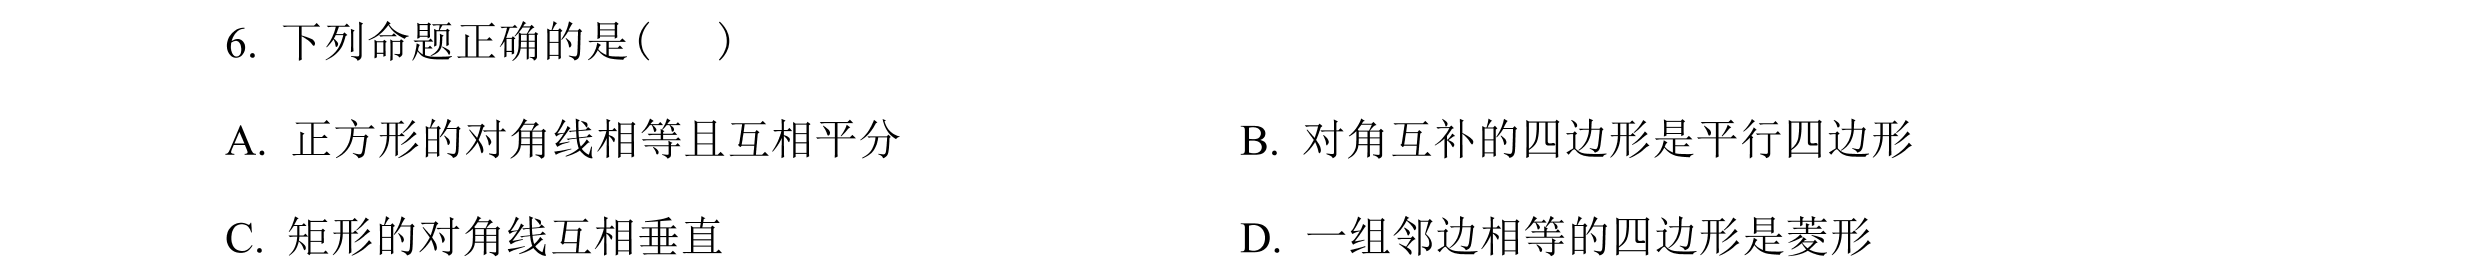 6. 下列命题正确的是(    )
A. 正方形的对角线相等且互相平分    B. 对角互补的四边形是平行四边形
C. 矩形的对角线互相垂直    D. 一组邻边相等的四边形是菱形